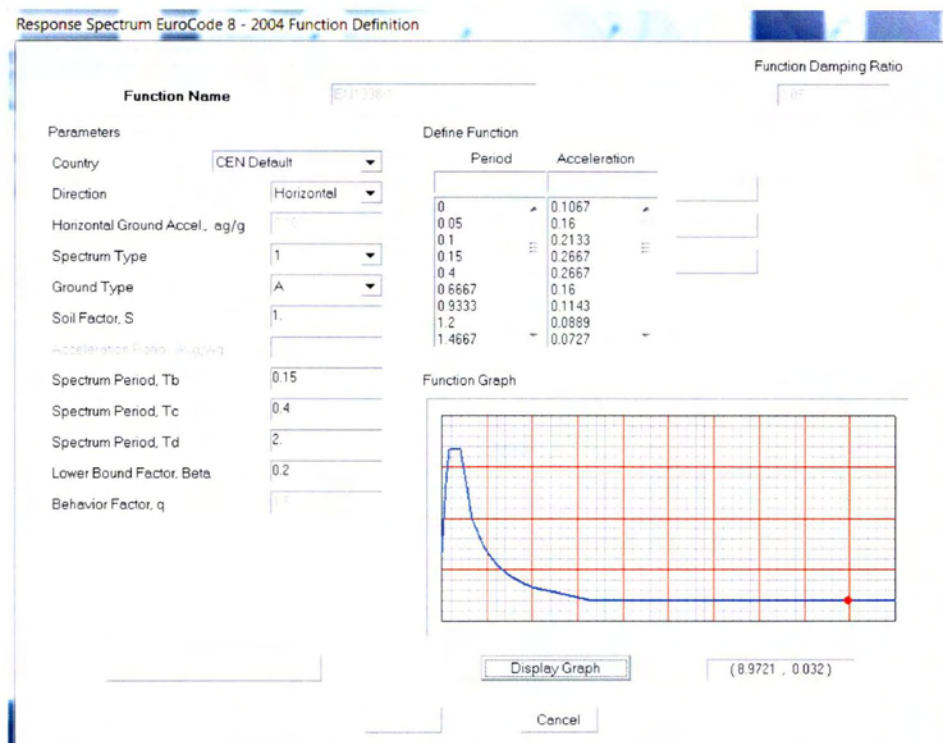 Response Spectrum EuroCode 8 - 2004 Function Definition
Function Damping Ratio
Function Name
Parameters
Define Function
Country CEN Default
Period Acceleration
Direction Horizontal
Horizontal Ground Accel., ag/g
Spectrum Type 1
Ground Type A
Soil Factor, S 1.
0 0.1067
0.05 0.16
0.1 0.2133
0.15 0.2667
0.4 0.2667
0.6667 0.16
0.9333 0.1143
1.2 0.0889
1.4667 0.0727
Spectrum Period, Tb 0.15
Function Graph
Spectrum Period, Tc 0.4
Spectrum Period, Td 2.
Lower Bound Factor, Beta 0.2
Behavior Factor, q
Display Graph
(8.9721 , 0.032)
Cancel